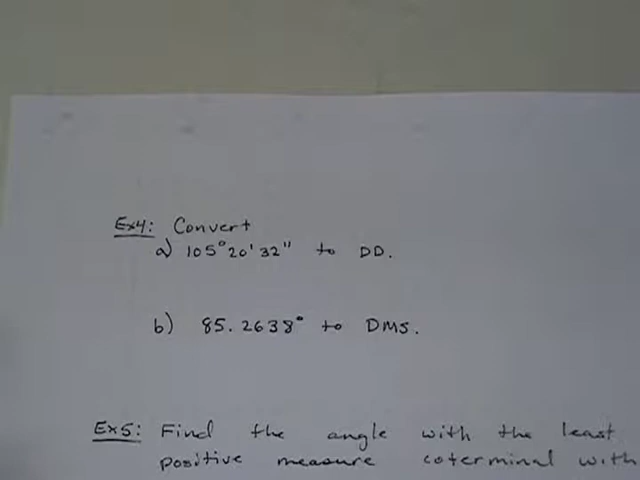 Ex4: Convert
a) 105°20'32" to DD.
b) 85.2638° to DMS.
Ex5: Find the angle with the least
positive measure coterminal with